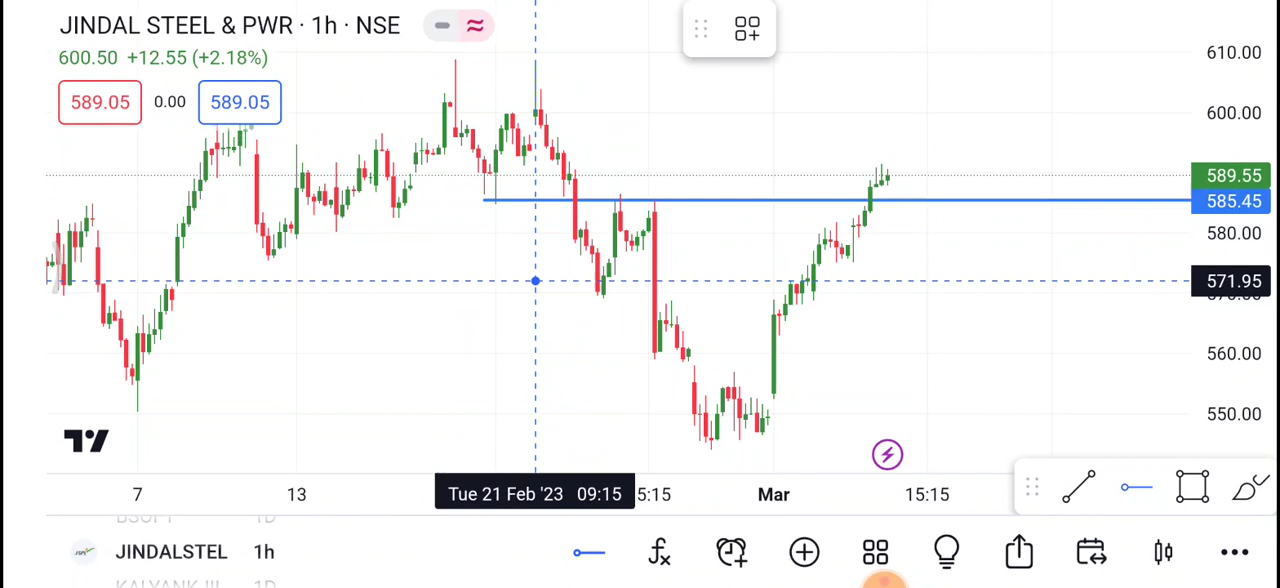 JINDAL STEEL & PWR · 1h · NSE
600.50 +12.55 (+2.18%)
589.05 0.00 589.05
610.00
600.00
589.55
585.45
580.00
571.95
560.00
550.00
7 13 Tue 21 Feb '23 09:15 5:15 Mar 15:15
JINDALSTEL 1h